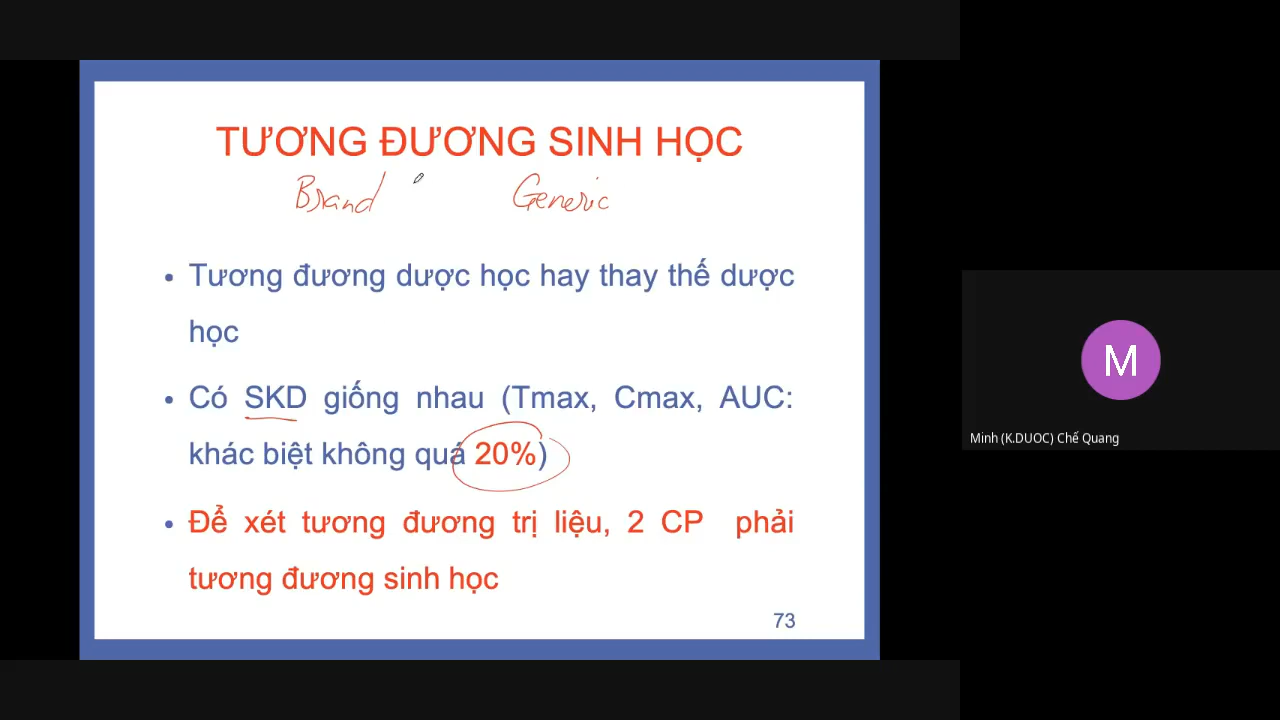 TƯƠNG ĐƯƠNG SINH HỌC
Brand Generic
• Tương đương dược học hay thay thế dược
học
• Có SKD giống nhau (Tmax, Cmax, AUC:
khác biệt không quá 20%)
• Để xét tương đương trị liệu, 2 CP phải
tương đương sinh học
73
M
Minh (K.DUOC) Chế Quang